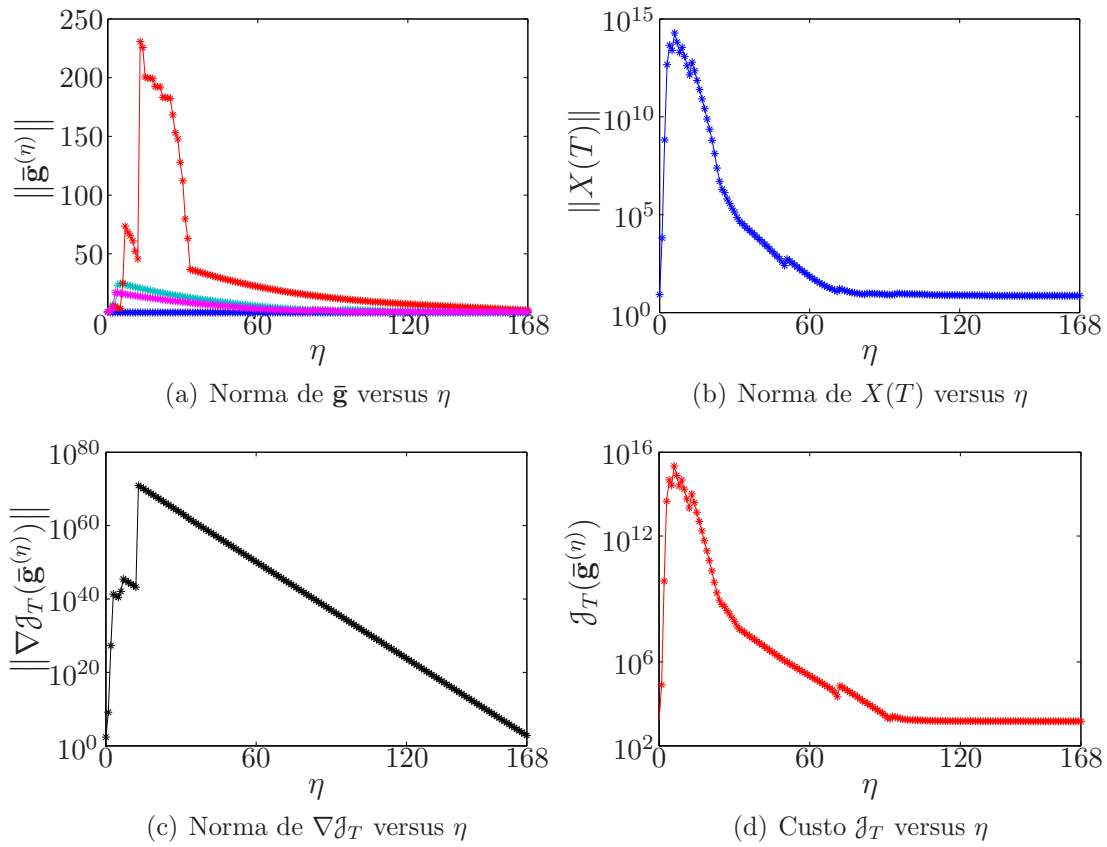 250
200
150
100
50
0
60
120
168
‖ḡ^(η)‖
η
(a) Norma de ḡ versus η
10^15
10^10
10^5
10^0
0
60
120
168
‖X(T)‖
η
(b) Norma de X(T) versus η
10^80
10^60
10^40
10^20
10^0
0
60
120
168
‖∇𝒥_T(ḡ^(η))‖
η
(c) Norma de ∇𝒥_T versus η
10^16
10^12
10^6
10^2
0
60
120
168
𝒥_T(ḡ^(η))
η
(d) Custo 𝒥_T versus η